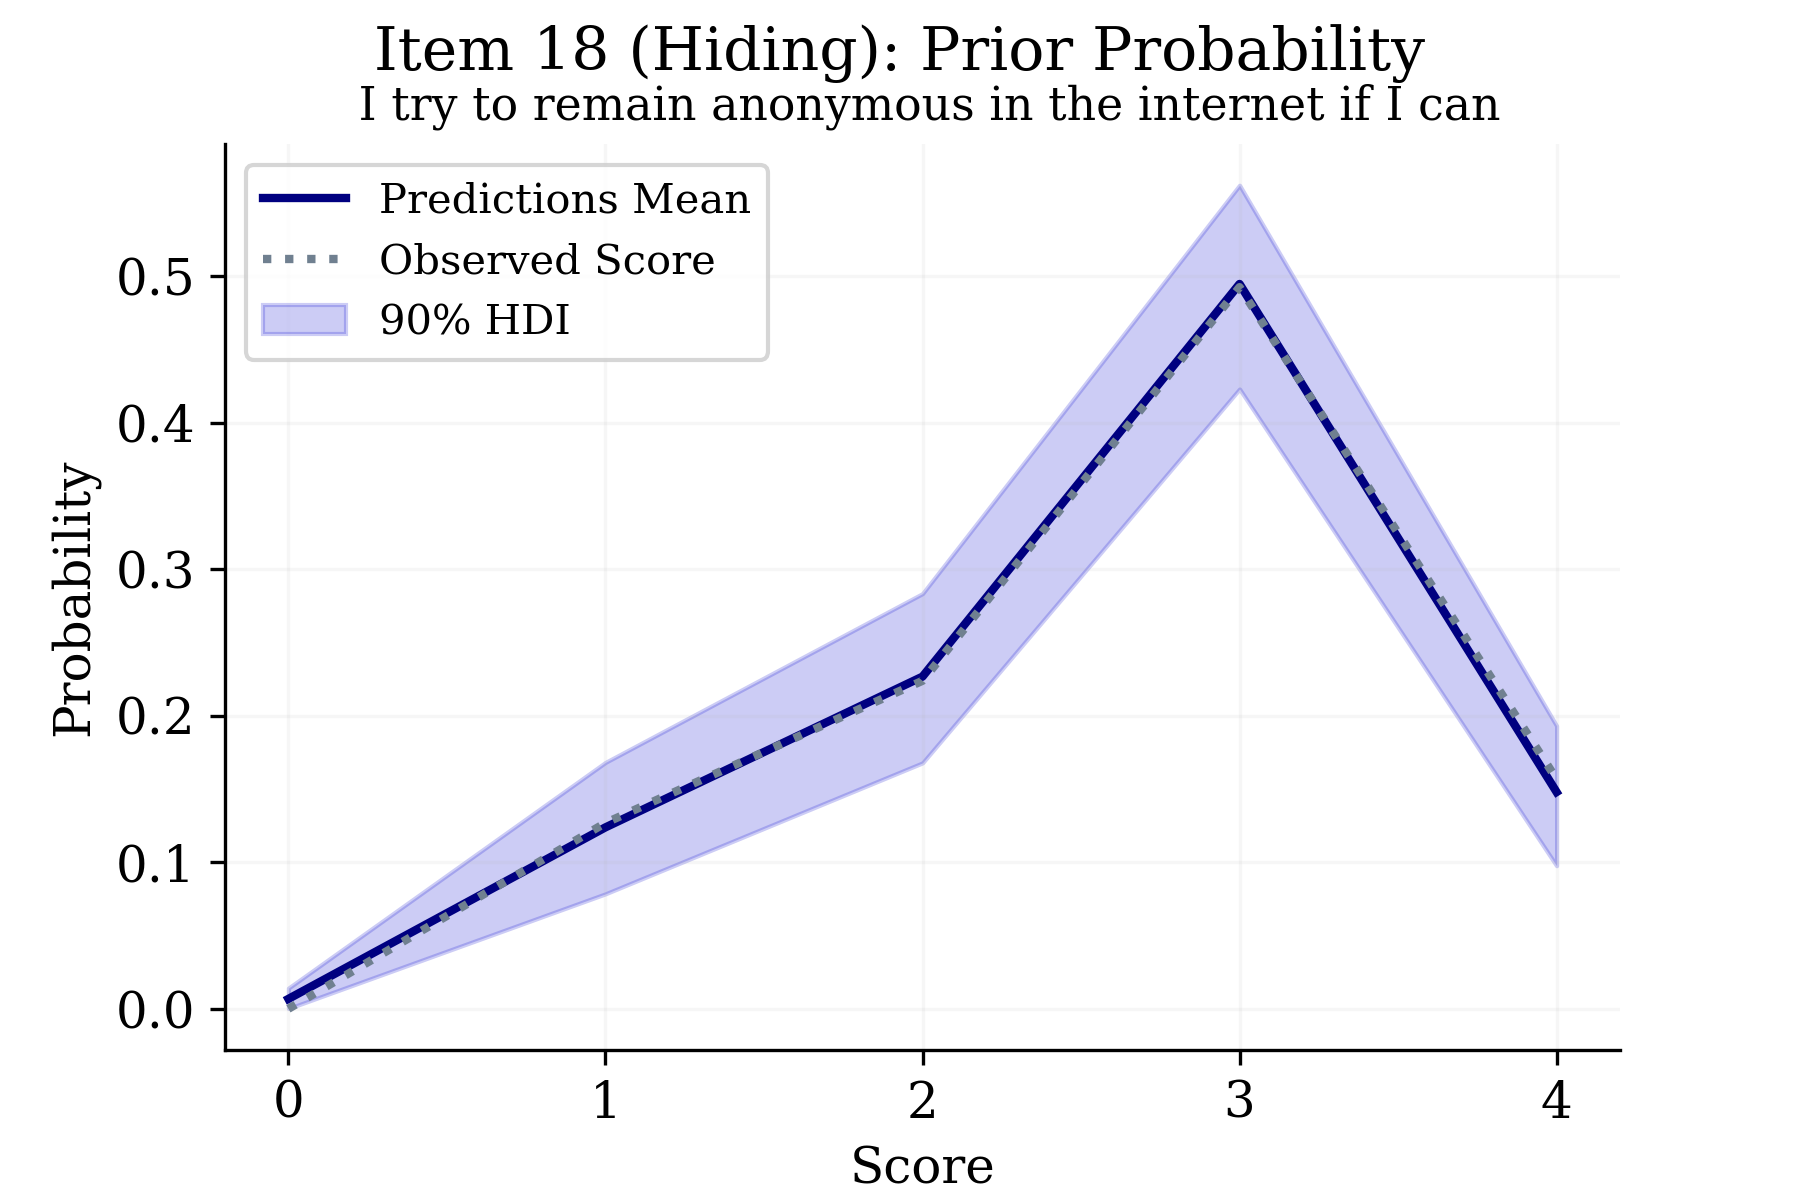 Item 18 (Hiding): Prior Probability
I try to remain anonymous in the internet if I can
Predictions Mean
Observed Score
90% HDI
Probability
0.5
0.4
0.3
0.2
0.1
0.0
0 1 2 3 4
Score